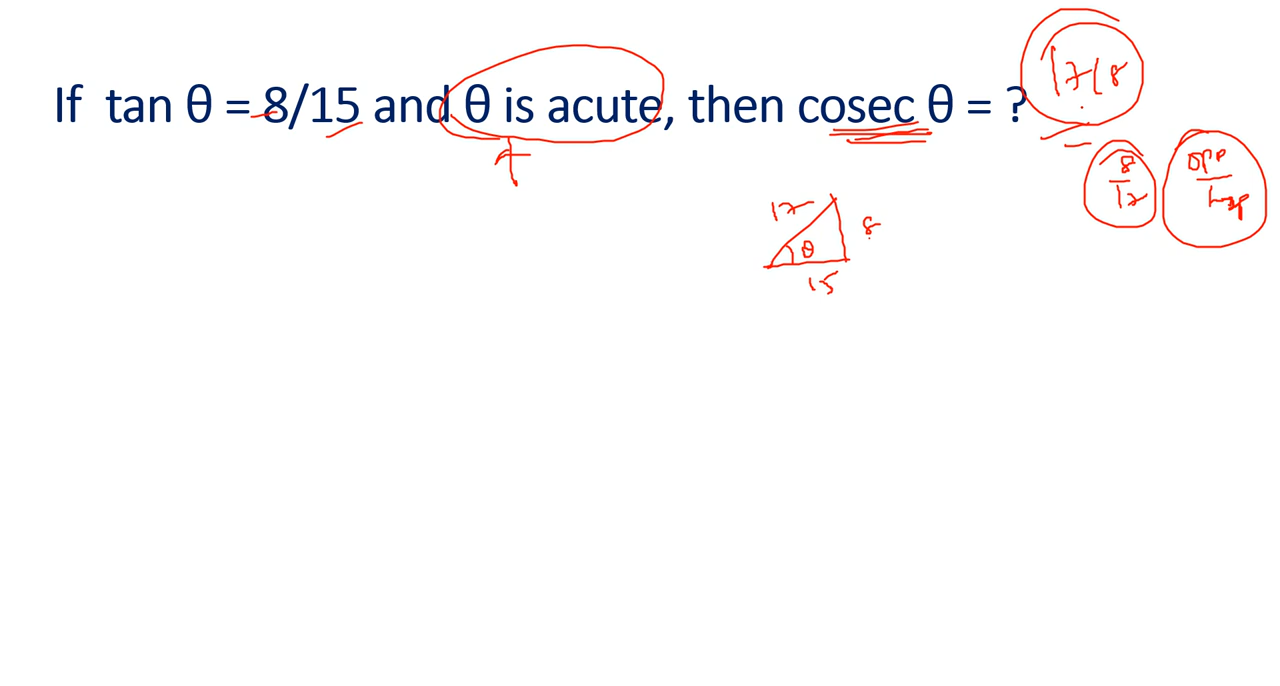 If tan θ = 8/15 and θ is acute, then cosec θ = ?
17/8
8
17
opp
hyp
17
8
θ
15